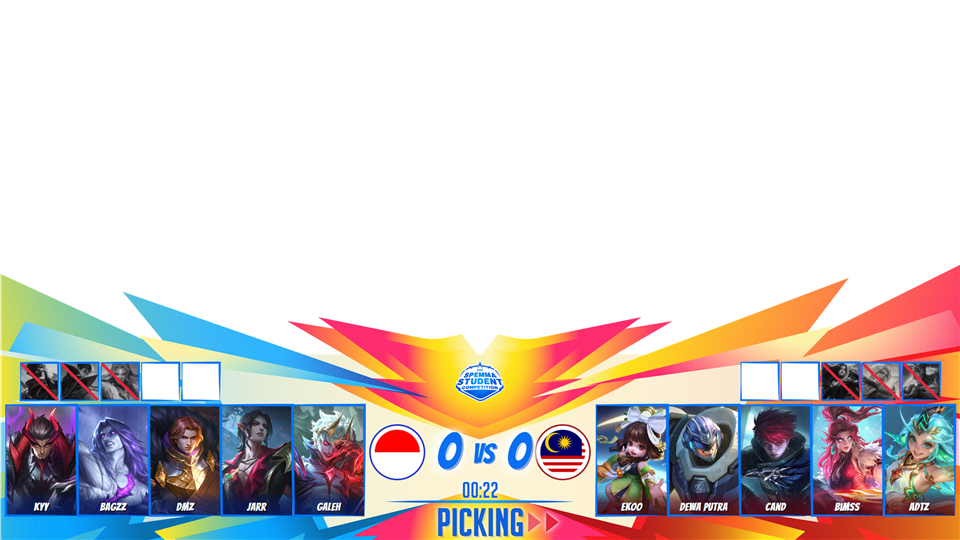 SPEMMA
STUDENT
COMPETITION
KYY
BAGZZ
DMZ
JARR
GALEH
0 VS 0
EKOO
DEWA PUTRA
CAND
BIMSS
ADTZ
00:22
PICKING